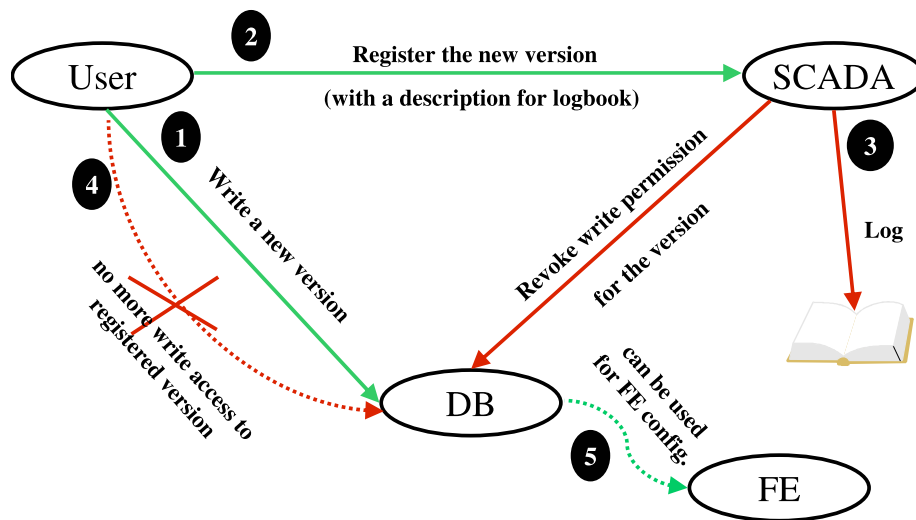 2
User
Register the new version
SCADA
(with a description for logbook)
1
3
4
Write a new version
Revoke write permission
for the version
Log
no more write access to
registered version
can be used
for FE config.
DB
5
FE